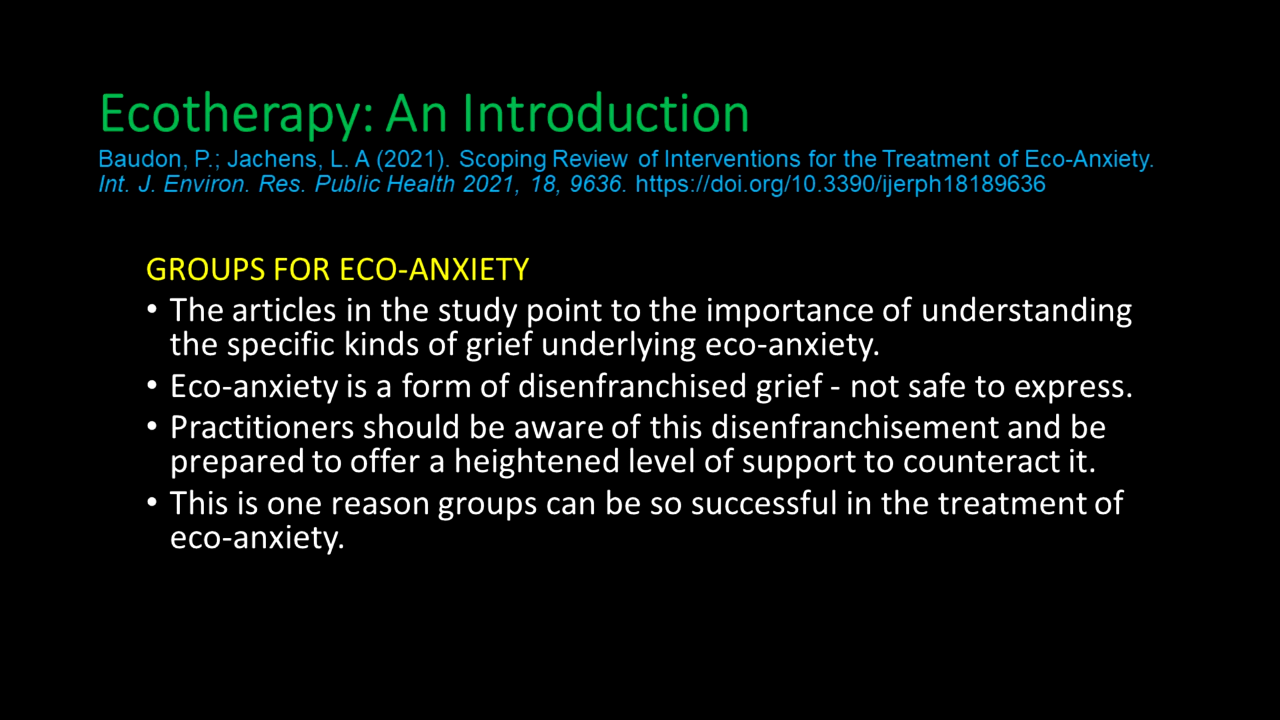 Ecotherapy: An Introduction
Baudon, P.; Jachens, L. A (2021). Scoping Review of Interventions for the Treatment of Eco-Anxiety.
Int. J. Environ. Res. Public Health 2021, 18, 9636. https://doi.org/10.3390/ijerph18189636
GROUPS FOR ECO-ANXIETY
• The articles in the study point to the importance of understanding
the specific kinds of grief underlying eco-anxiety.
• Eco-anxiety is a form of disenfranchised grief - not safe to express.
• Practitioners should be aware of this disenfranchisement and be
prepared to offer a heightened level of support to counteract it.
• This is one reason groups can be so successful in the treatment of
eco-anxiety.